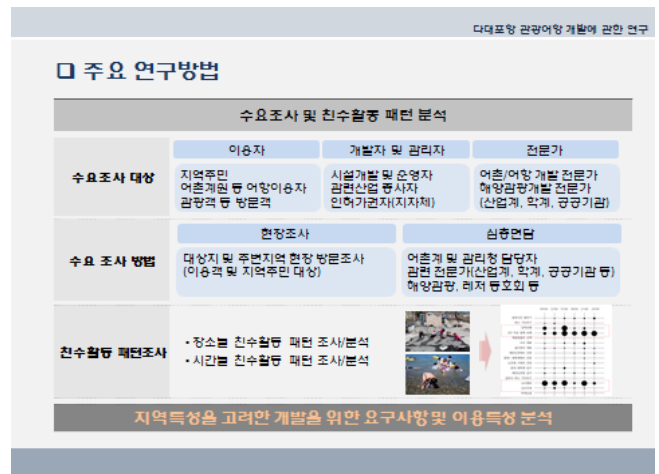 다대포항 관광어항 개발에 관한 연구
❑ 주요 연구방법
수요조사 및 친수활동 패턴 분석
수요조사 대상
이용자
지역주민
어촌계원 등 어항이용자
관광객 등 방문객
개발자 및 관리자
시설개발 및 운영자
관련산업 종사자
인허가권자(지자체)
전문가
어촌/어항 개발 전문가
해양관광개발 전문가
(산업계, 학계, 공공기관)
수요 조사 방법
현장조사
대상지 및 주변지역 현장 방문조사
(이용객 및 지역주민 대상)
심층면담
어촌계 및 관리청 담당자
관련 전문가(산업계, 학계, 공공기관 등)
해양관광, 레저 동호회 등
친수활동 패턴조사
• 장소별 친수활동 패턴 조사/분석
• 시간별 친수활동 패턴 조사/분석
지역특성을 고려한 개발을 위한 요구사항 및 이용특성 분석